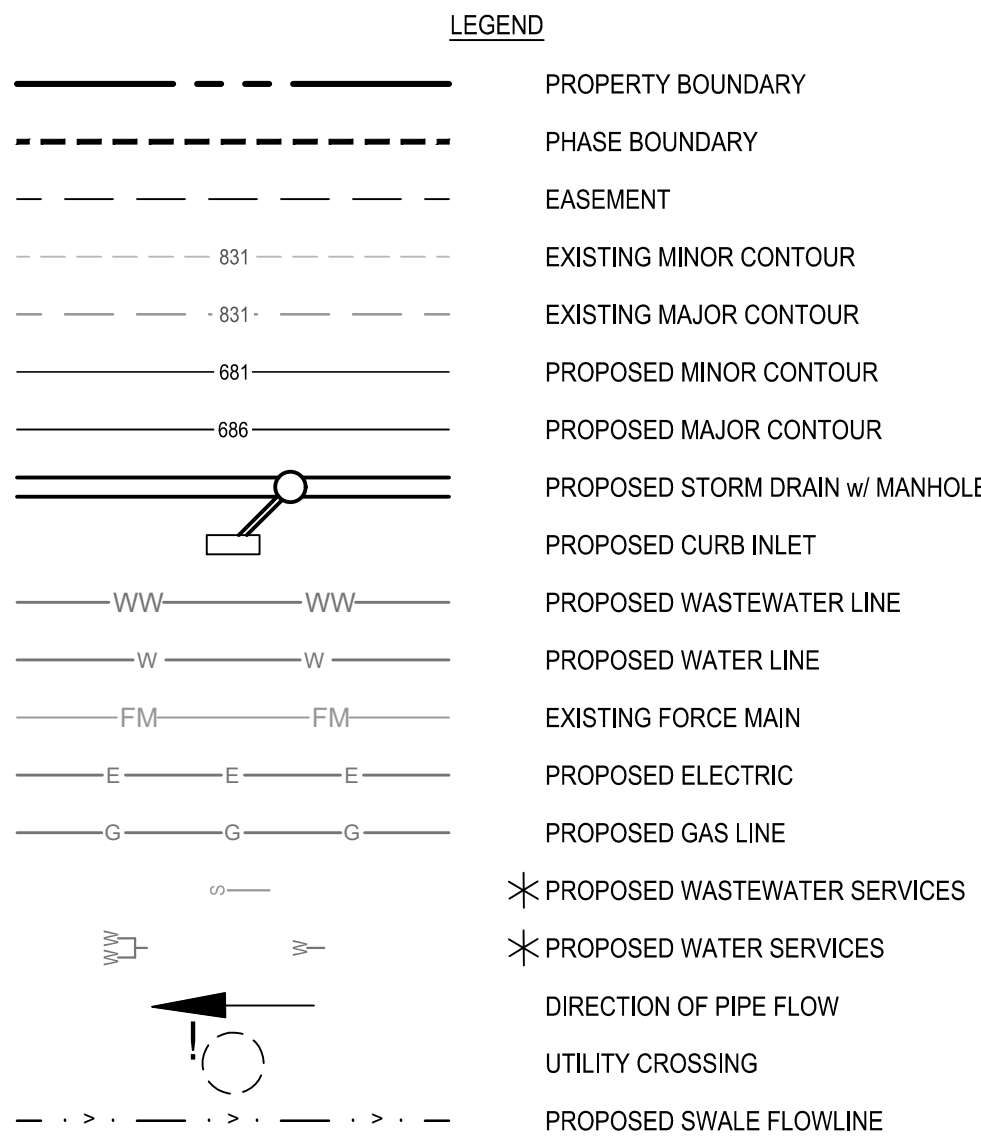 LEGEND
PROPERTY BOUNDARY
PHASE BOUNDARY
EASEMENT
831 EXISTING MINOR CONTOUR
831 EXISTING MAJOR CONTOUR
681 PROPOSED MINOR CONTOUR
686 PROPOSED MAJOR CONTOUR
PROPOSED STORM DRAIN w/ MANHOLE
PROPOSED CURB INLET
WW WW PROPOSED WASTEWATER LINE
W W PROPOSED WATER LINE
FM FM EXISTING FORCE MAIN
E E E PROPOSED ELECTRIC
G G G PROPOSED GAS LINE
S * PROPOSED WASTEWATER SERVICES
W W W * PROPOSED WATER SERVICES
DIRECTION OF PIPE FLOW
! UTILITY CROSSING
> > > PROPOSED SWALE FLOWLINE